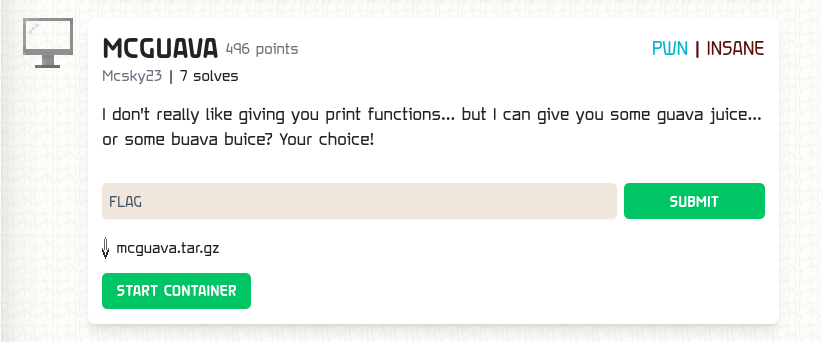 MCGUAVA 496 points PWN | INSANE
Mcsky23 | 7 solves
I don't really like giving you print functions... but I can give you some guava juice...
or some buava buice? Your choice!
FLAG SUBMIT
mcguava.tar.gz
START CONTAINER